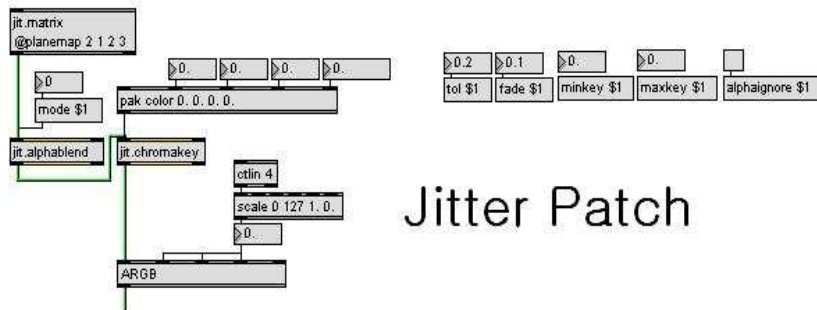 jit.matrix
@planemap 2 1 2 3
0
mode $1
0. 0. 0. 0.
pak color 0. 0. 0. 0.
jit.alphablend
jit.chromakey
ctlin 4
scale 0 127 1. 0.
0.
ARGB
0.2 0.1 0. 0.
tol $1 fade $1 minkey $1 maxkey $1 alphaignore $1
Jitter Patch